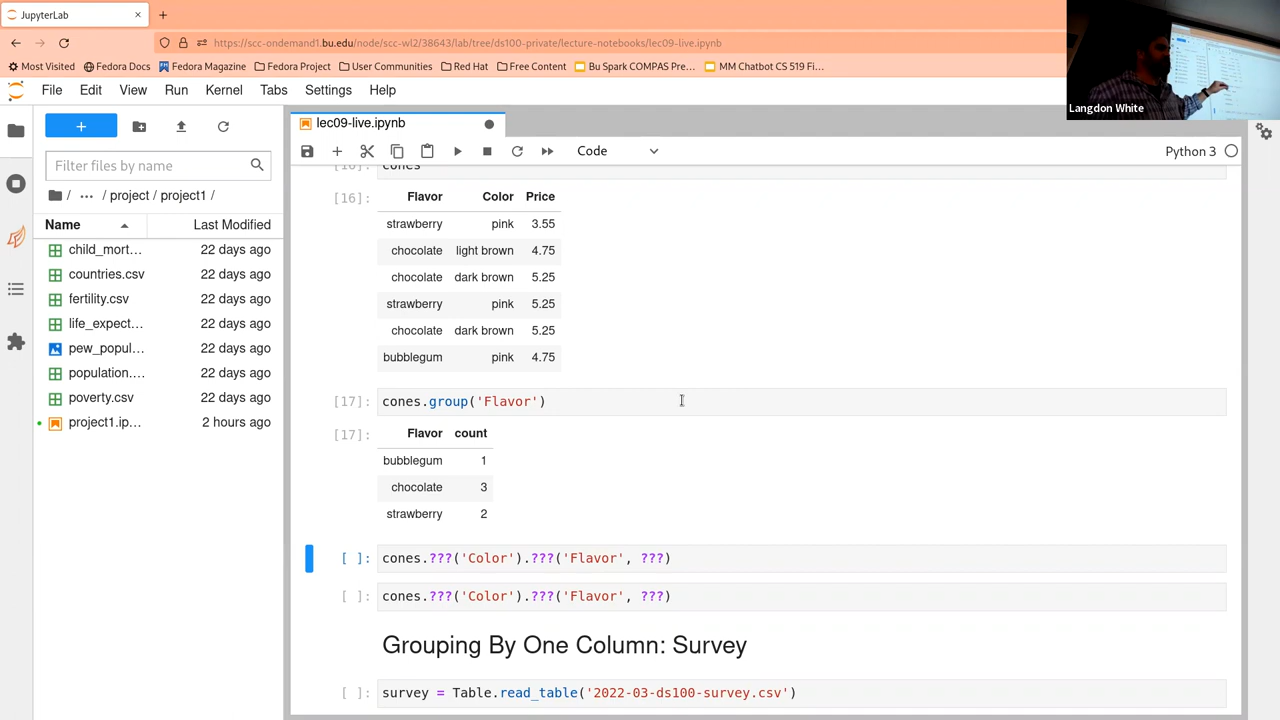 JupyterLab × +
https://scc-ondemand1.bu.edu/node/scc-wl2/38643/lab/tree/ds100-private/lecture-notebooks/lec09-live.ipynb
Most Visited Fedora Docs Fedora Magazine Fedora Project User Communities Red Hat Free Content Bu Spark COMPAS Pre... MM Chatbot CS 519 Fi...
Langdon White
File Edit View Run Kernel Tabs Settings Help
+
Filter files by name
/ ... / project / project1 /
Name Last Modified
child_mort... 22 days ago
countries.csv 22 days ago
fertility.csv 22 days ago
life_expect... 22 days ago
pew_popul... 22 days ago
population.... 22 days ago
poverty.csv 22 days ago
project1.ip... 2 hours ago
lec09-live.ipynb
Code Python 3
[16]: cones
[16]: Flavor Color Price
strawberry pink 3.55
chocolate light brown 4.75
chocolate dark brown 5.25
strawberry pink 5.25
chocolate dark brown 5.25
bubblegum pink 4.75
[17]: cones.group('Flavor')
[17]: Flavor count
bubblegum 1
chocolate 3
strawberry 2
[ ]: cones.???('Color').???('Flavor', ???)
[ ]: cones.???('Color').???('Flavor', ???)
Grouping By One Column: Survey
[ ]: survey = Table.read_table('2022-03-ds100-survey.csv')